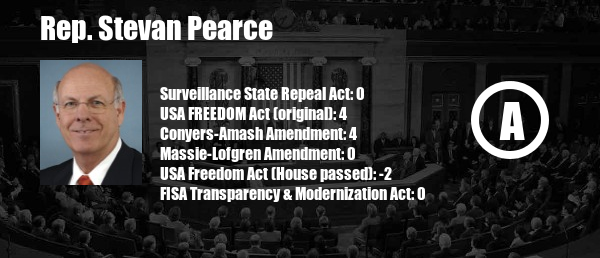 Rep. Stevan Pearce
Surveillance State Repeal Act: 0
USA FREEDOM Act (original): 4
Conyers-Amash Amendment: 4
Massie-Lofgren Amendment: 0
USA Freedom Act (House passed): -2
FISA Transparency & Modernization Act: 0
A